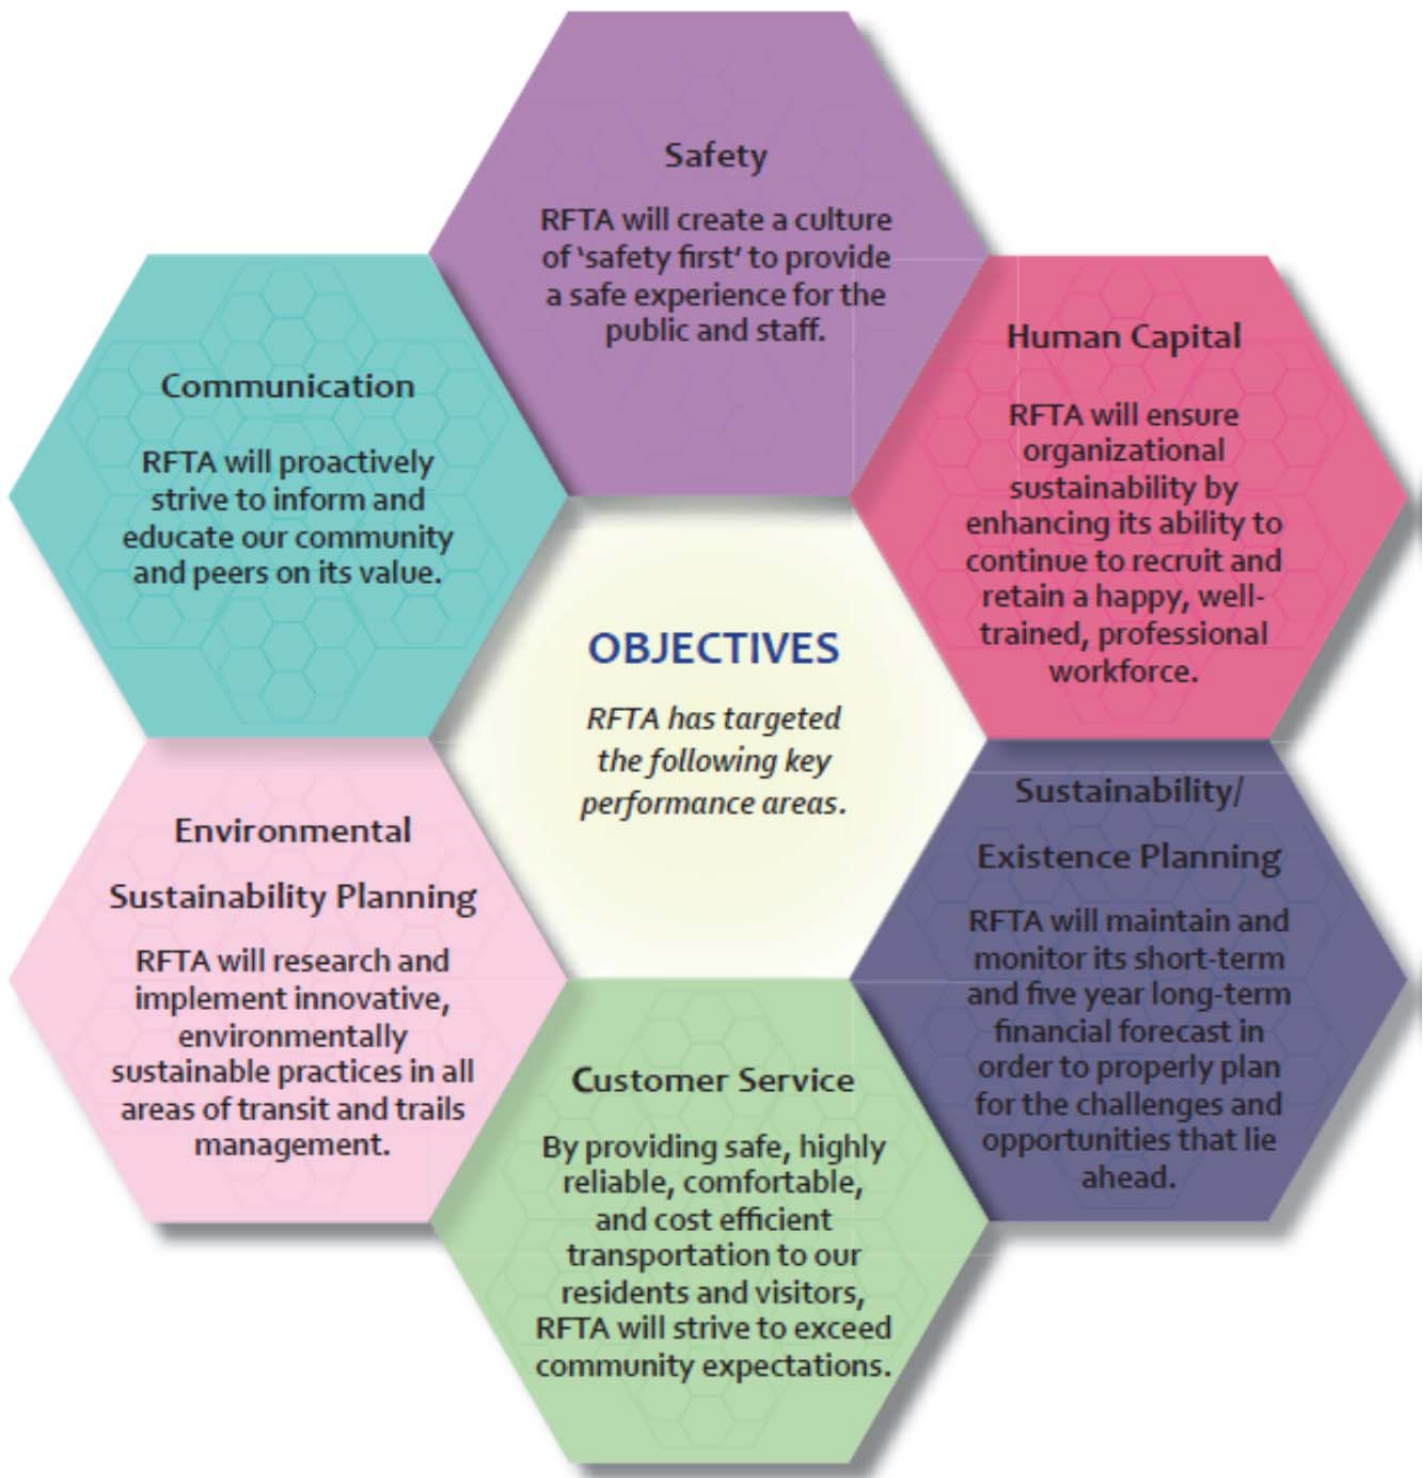 Safety
RFTA will create a culture
of ‘safety first’ to provide
a safe experience for the
public and staff.
Human Capital
RFTA will ensure
organizational
sustainability by
enhancing its ability to
continue to recruit and
retain a happy, well-
trained, professional
workforce.
Sustainability/
Existence Planning
RFTA will maintain and
monitor its short-term
and five year long-term
financial forecast in
order to properly plan
for the challenges and
opportunities that lie
ahead.
Customer Service
By providing safe, highly
reliable, comfortable,
and cost efficient
transportation to our
residents and visitors,
RFTA will strive to exceed
community expectations.
Environmental
Sustainability Planning
RFTA will research and
implement innovative,
environmentally
sustainable practices in all
areas of transit and trails
management.
Communication
RFTA will proactively
strive to inform and
educate our community
and peers on its value.
OBJECTIVES
RFTA has targeted
the following key
performance areas.